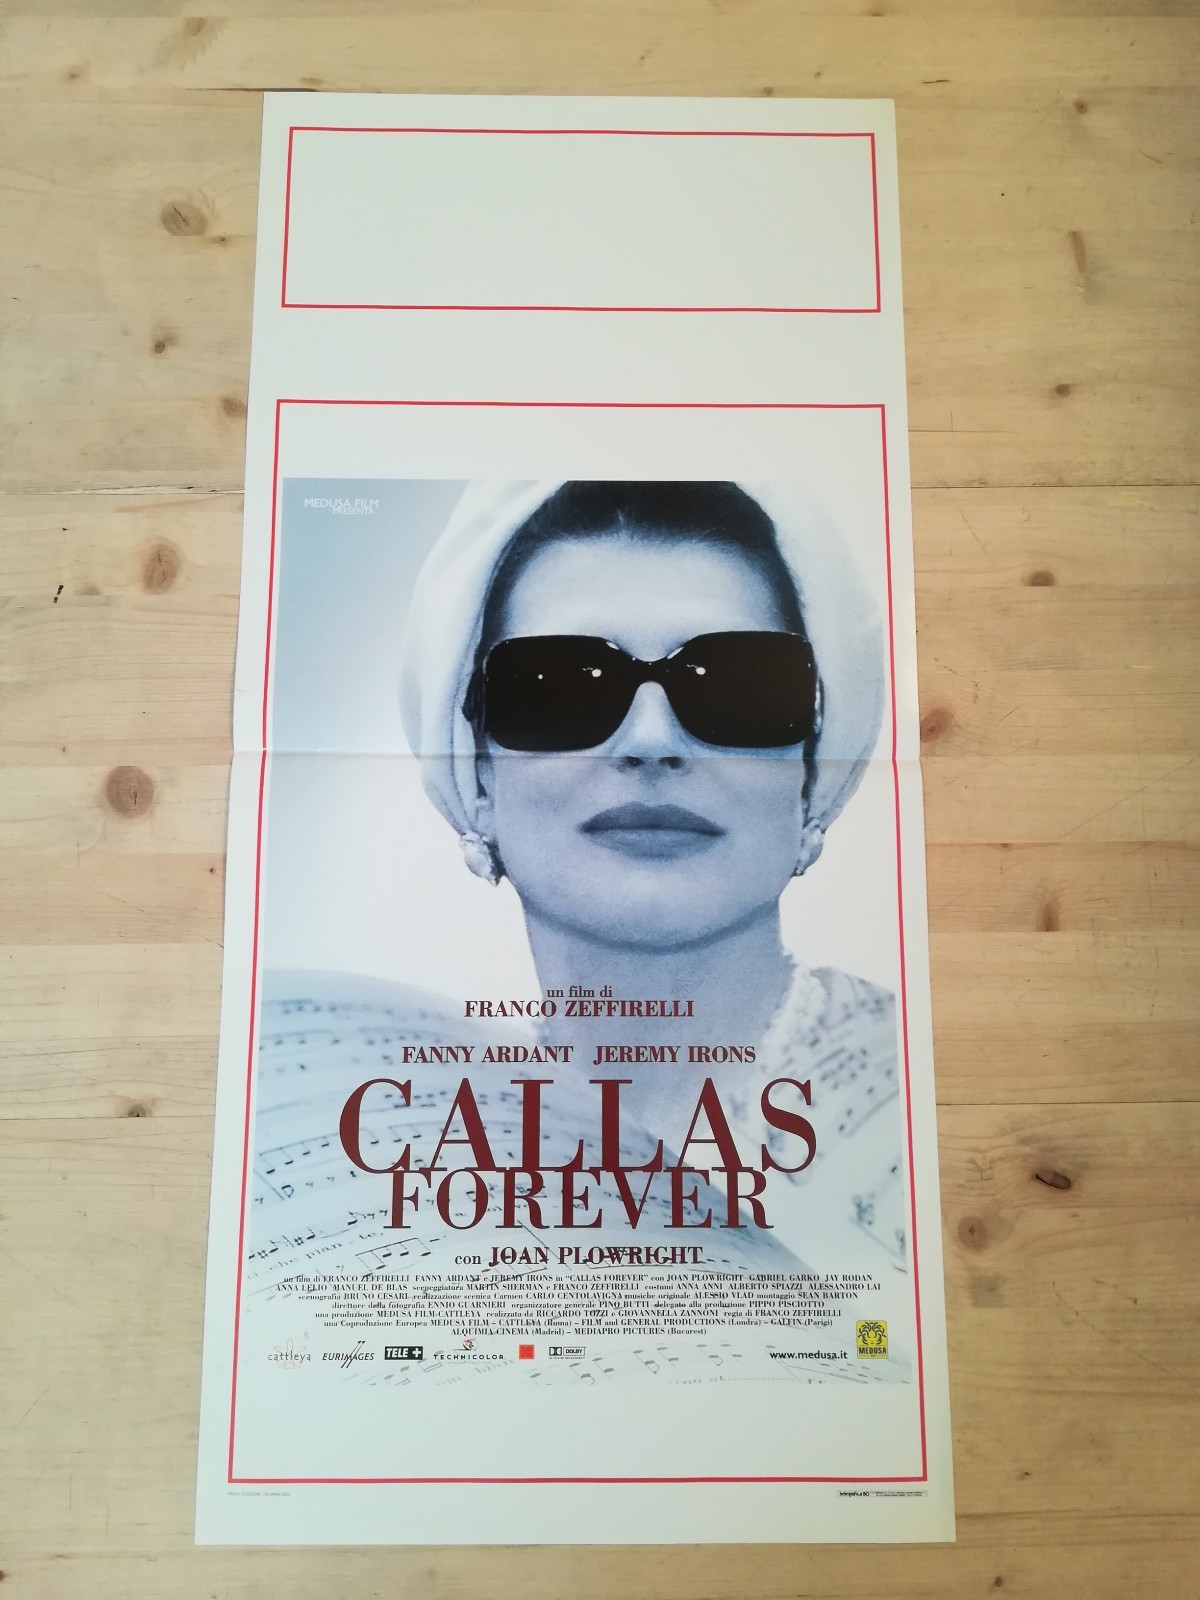 MEDUSA FILM
PRESENTA
un film di
FRANCO ZEFFIRELLI
FANNY ARDANT JEREMY IRONS
CALLAS
FOREVER
con JOAN PLOWRIGHT
un film di FRANCO ZEFFIRELLI FANNY ARDANT e JEREMY IRONS in "CALLAS FOREVER" con JOAN PLOWRIGHT GABRIEL GARKO JAY RODAN
ANNA LELIO MANUEL DE BLAS sceneggiatura MARTIN SHERMAN e FRANCO ZEFFIRELLI costumi ANNA ANNI ALBERTO SPIAZZI ALESSANDRO LAI
scenografia BRUNO CESARI realizzazione scenica Carmen CARLO CENTOLAVIGNA musiche originale ALESSIO VLAD montaggio SEAN BARTON
direttore della fotografia ENNIO GUARNIERI organizzatore generale PINO BUTTI delegato alla produzione PIPPO PISCIOTTO
una produzione MEDUSA FILM-CATTLEYA realizzata da RICCARDO TOZZI e GIOVANNELLA ZANNONI regia di FRANCO ZEFFIRELLI
una Coproduzione Europea MEDUSA FILM – CATTLEYA (Roma) – FILM and GENERAL PRODUCTIONS (Londra) – GALFIN (Parigi)
ALQUIMIA CINEMA (Madrid) – MEDIAPRO PICTURES (Bucarest)
cattleya EURIMAGES TELE + TECHNICOLOR DOLBY www.medusa.it MEDUSA